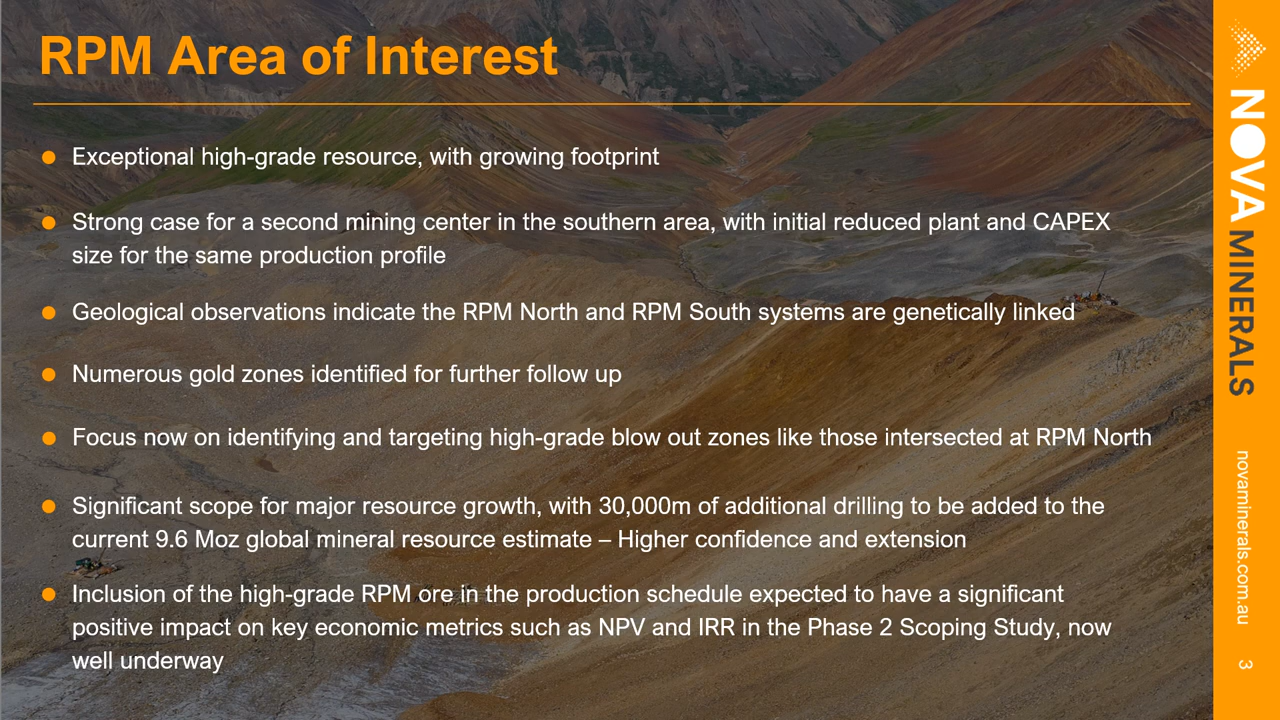 RPM Area of Interest
Exceptional high-grade resource, with growing footprint
Strong case for a second mining center in the southern area, with initial reduced plant and CAPEX
size for the same production profile
Geological observations indicate the RPM North and RPM South systems are genetically linked
Numerous gold zones identified for further follow up
Focus now on identifying and targeting high-grade blow out zones like those intersected at RPM North
Significant scope for major resource growth, with 30,000m of additional drilling to be added to the
current 9.6 Moz global mineral resource estimate – Higher confidence and extension
Inclusion of the high-grade RPM ore in the production schedule expected to have a significant
positive impact on key economic metrics such as NPV and IRR in the Phase 2 Scoping Study, now
well underway
NOVA MINERALS
novaminerals.com.au
3